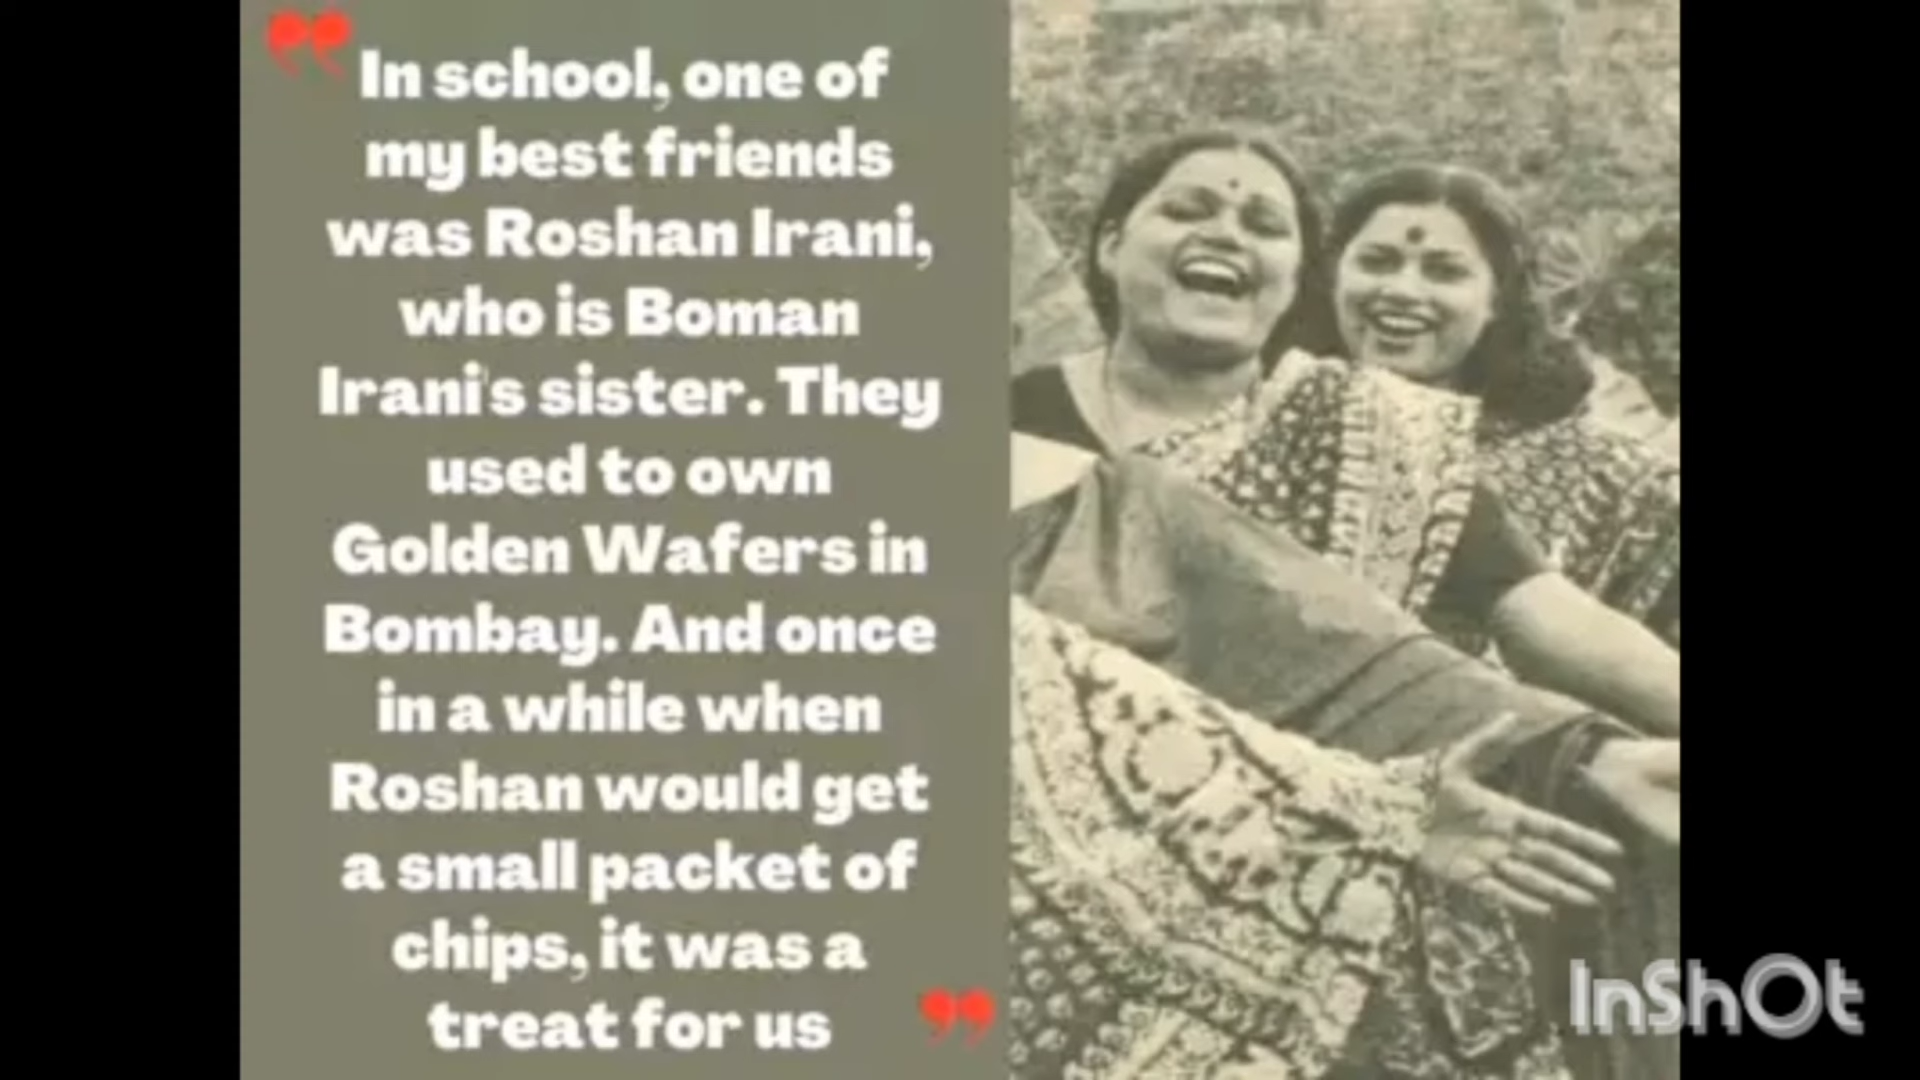 In school, one of
my best friends
was Roshan Irani,
who is Boman
Irani's sister. They
used to own
Golden Wafers in
Bombay. And once
in a while when
Roshan would get
a small packet of
chips, it was a
treat for us
InShOt